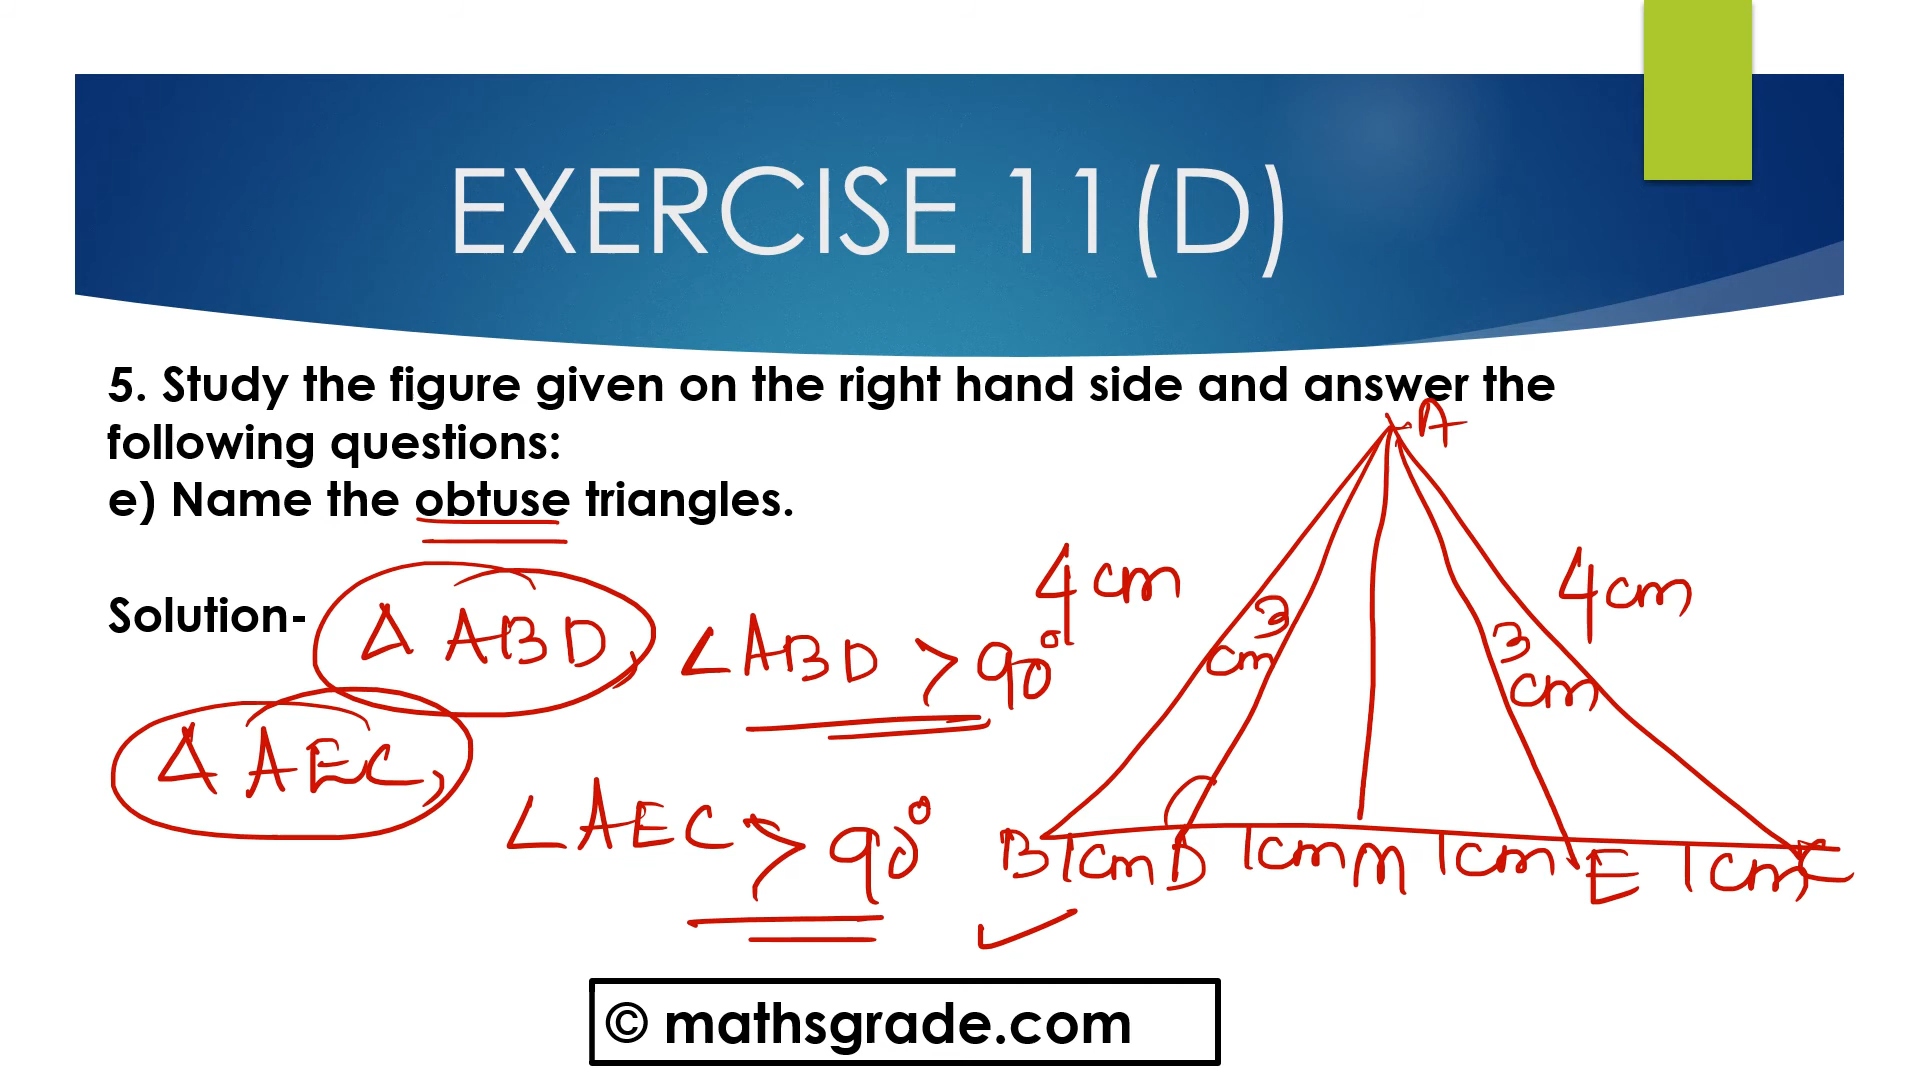 EXERCISE 11(D)
5. Study the figure given on the right hand side and answer the
following questions:
e) Name the obtuse triangles.
Solution-
Δ ABD,
∠ABD > 90°
Δ AEC,
∠AEC > 90°
A
4 cm
4 cm
3
cm
3
cm
B 1cm D 1cm M 1cm E 1cm C
© mathsgrade.com